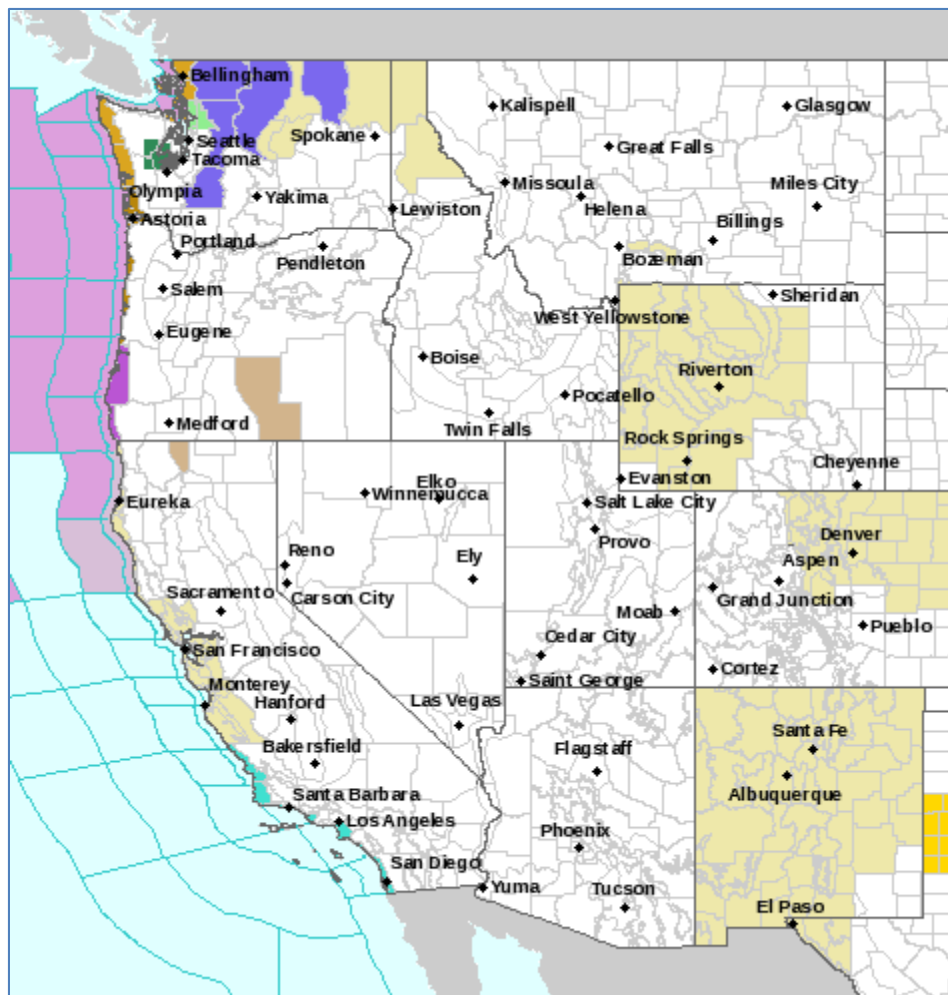 Bellingham
Kalispell
Glasgow
Spokane
Seattle
Great Falls
Tacoma
Missoula
Miles City
Olympia
Yakima
Helena
Lewiston
Astoria
Billings
Portland
Pendleton
Bozeman
Salem
Sheridan
West Yellowstone
Eugene
Boise
Riverton
Pocatello
Medford
Twin Falls
Rock Springs
Cheyenne
Evanston
Elko
Winnemucca
Eureka
Salt Lake City
Denver
Provo
Reno
Ely
Aspen
Sacramento
Carson City
Grand Junction
Moab
Pueblo
Cedar City
San Francisco
Cortez
Saint George
Monterey
Hanford
Las Vegas
Santa Fe
Bakersfield
Flagstaff
Santa Barbara
Albuquerque
Los Angeles
Phoenix
San Diego
Yuma
Tucson
El Paso